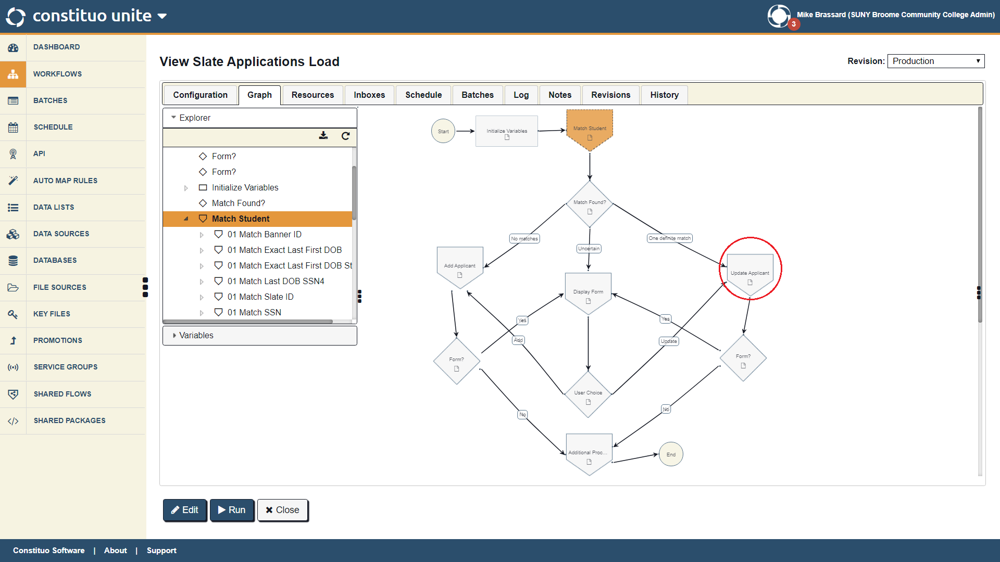 constituo unite
3
Mike Brassard (SUNY Broome Community College Admin)
DASHBOARD
WORKFLOWS
BATCHES
SCHEDULE
API
AUTO MAP RULES
DATA LISTS
DATA SOURCES
DATABASES
FILE SOURCES
KEY FILES
PROMOTIONS
SERVICE GROUPS
SHARED FLOWS
SHARED PACKAGES
View Slate Applications Load
Revision: Production
Configuration Graph Resources Inboxes Schedule Batches Log Notes Revisions History
Explorer
Form?
Form?
Initialize Variables
Match Found?
Match Student
01 Match Banner ID
01 Match Exact Last First DOB
01 Match Exact Last First DOB St
01 Match Last DOB SSN4
01 Match Slate ID
01 Match SSN
Variables
Start
Initialize Variables
Match Student
Match Found?
No matches
Uncertain
One definite match
Add Applicant
Display Form
Update Applicant
Yes
Yes
Add
Update
Form?
User Choice
Form?
No
No
Additional Proc...
End
Edit Run Close
Constituo Software | About | Support